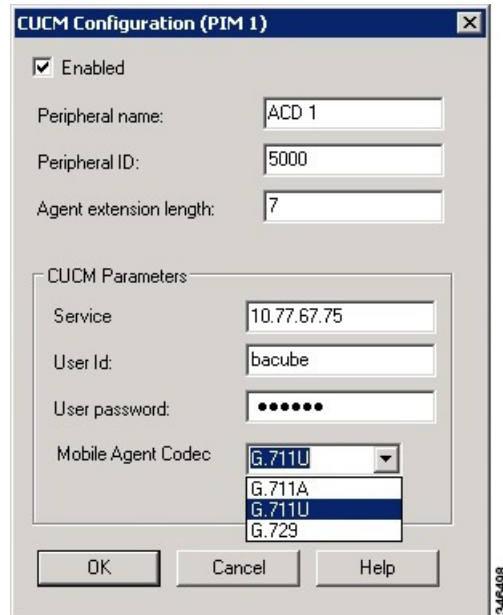 CUCM Configuration (PIM 1)
Enabled
Peripheral name: ACD 1
Peripheral ID: 5000
Agent extension length: 7
CUCM Parameters
Service 10.77.67.75
User Id: bacube
User password: ••••••
Mobile Agent Codec G.711U
G.711A
G.711U
G.729
OK Cancel Help